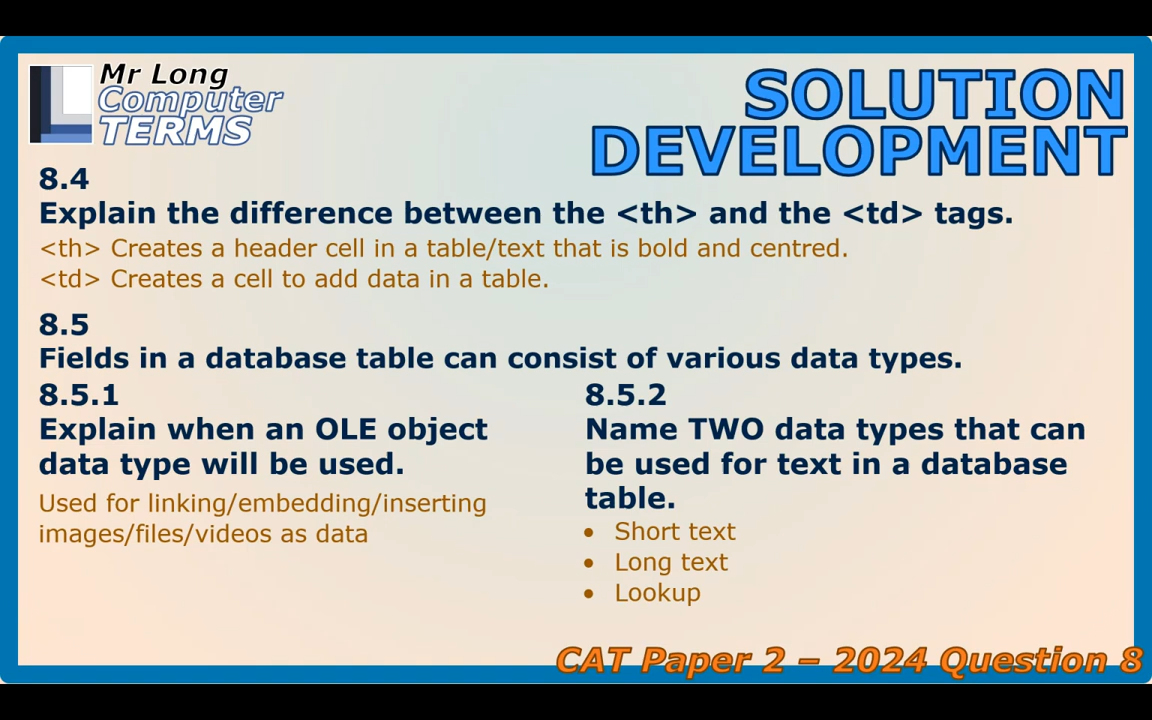 Mr Long
Computer
TERMS
SOLUTION
DEVELOPMENT
8.4
Explain the difference between the <th> and the <td> tags.
<th> Creates a header cell in a table/text that is bold and centred.
<td> Creates a cell to add data in a table.
8.5
Fields in a database table can consist of various data types.
8.5.1
Explain when an OLE object
data type will be used.
Used for linking/embedding/inserting
images/files/videos as data
8.5.2
Name TWO data types that can
be used for text in a database
table.
• Short text
• Long text
• Lookup
CAT Paper 2 – 2024 Question 8